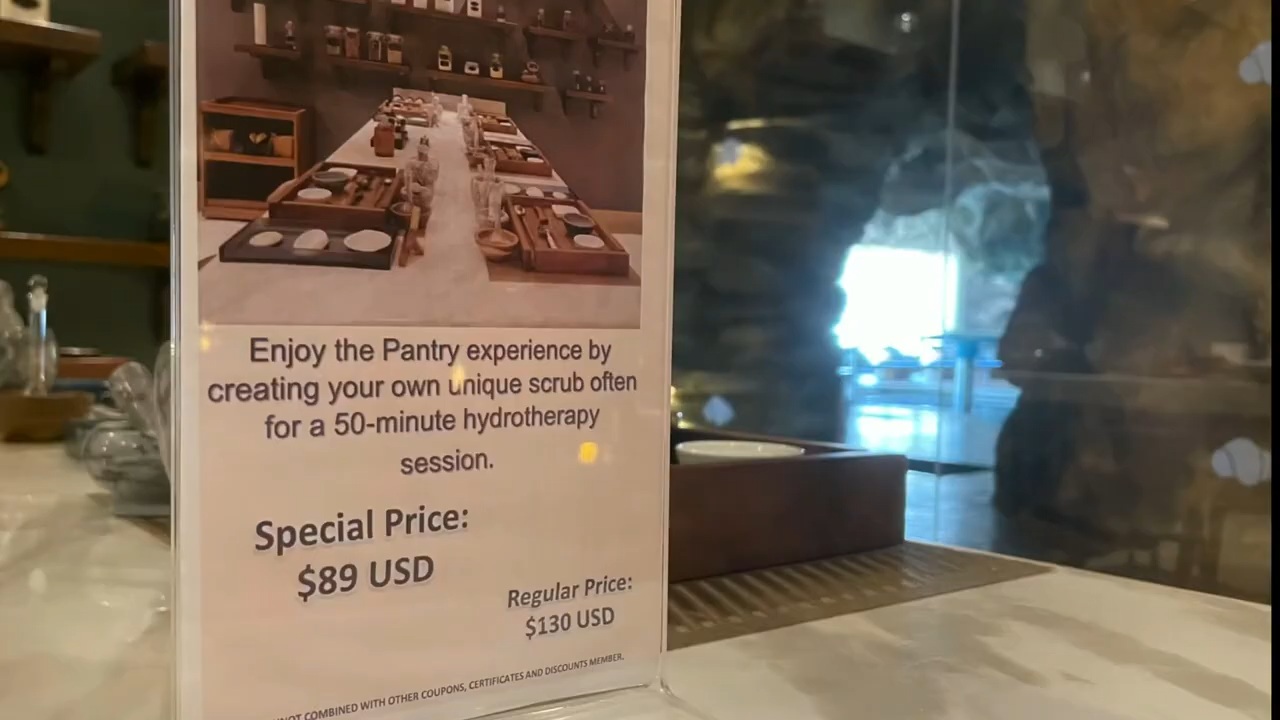 Enjoy the Pantry experience by
creating your own unique scrub often
for a 50-minute hydrotherapy
session.
Special Price:
$89 USD
Regular Price:
$130 USD
NOT COMBINED WITH OTHER COUPONS, CERTIFICATES AND DISCOUNTS MEMBER.